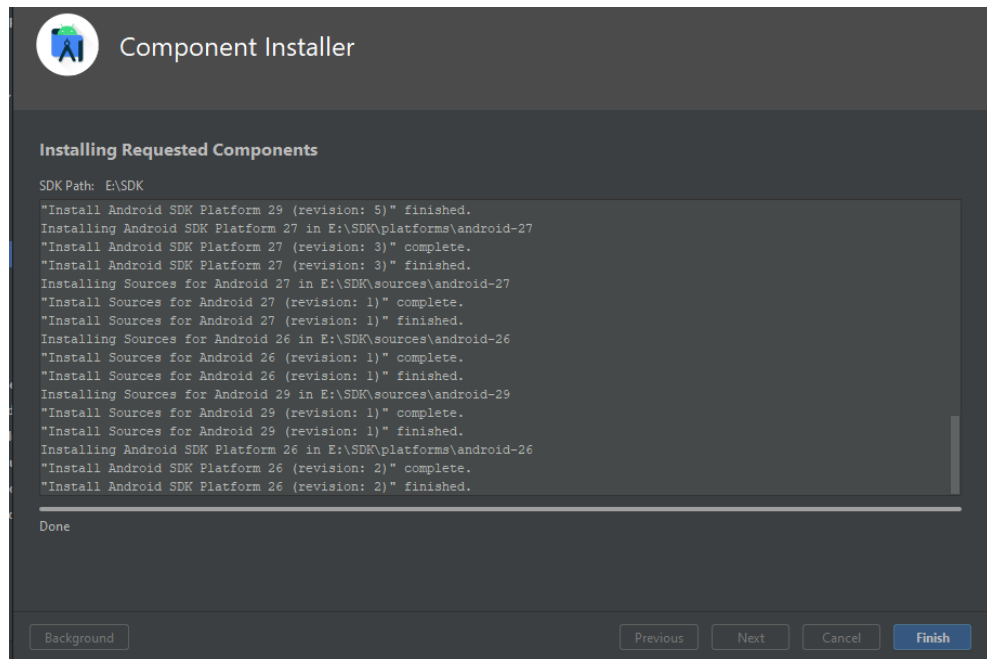 Component Installer
Installing Requested Components
SDK Path: E:\SDK
"Install Android SDK Platform 29 (revision: 5)" finished.
Installing Android SDK Platform 27 in E:\SDK\platforms\android-27
"Install Android SDK Platform 27 (revision: 3)" complete.
"Install Android SDK Platform 27 (revision: 3)" finished.
Installing Sources for Android 27 in E:\SDK\sources\android-27
"Install Sources for Android 27 (revision: 1)" complete.
"Install Sources for Android 27 (revision: 1)" finished.
Installing Sources for Android 26 in E:\SDK\sources\android-26
"Install Sources for Android 26 (revision: 1)" complete.
"Install Sources for Android 26 (revision: 1)" finished.
Installing Sources for Android 29 in E:\SDK\sources\android-29
"Install Sources for Android 29 (revision: 1)" complete.
"Install Sources for Android 29 (revision: 1)" finished.
Installing Android SDK Platform 26 in E:\SDK\platforms\android-26
"Install Android SDK Platform 26 (revision: 2)" complete.
"Install Android SDK Platform 26 (revision: 2)" finished.
Done
Background Previous Next Cancel Finish